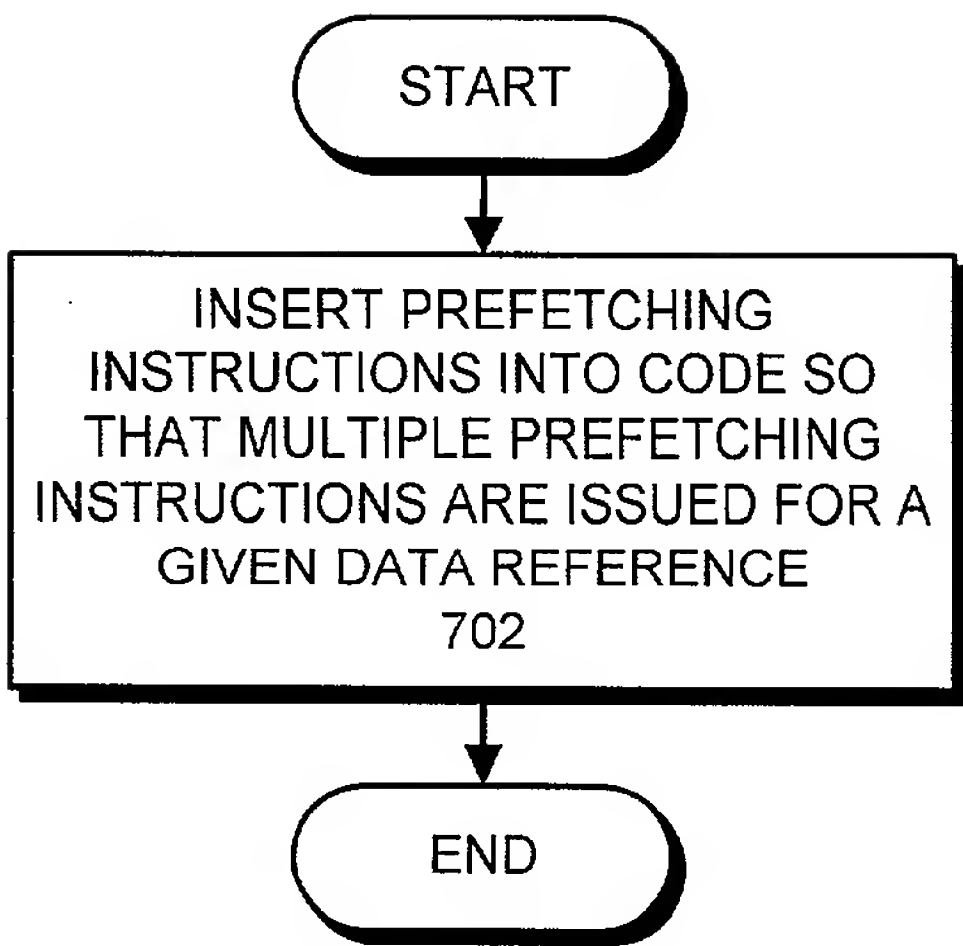 START
INSERT PREFETCHING
INSTRUCTIONS INTO CODE SO
THAT MULTIPLE PREFETCHING
INSTRUCTIONS ARE ISSUED FOR A
GIVEN DATA REFERENCE
702
END